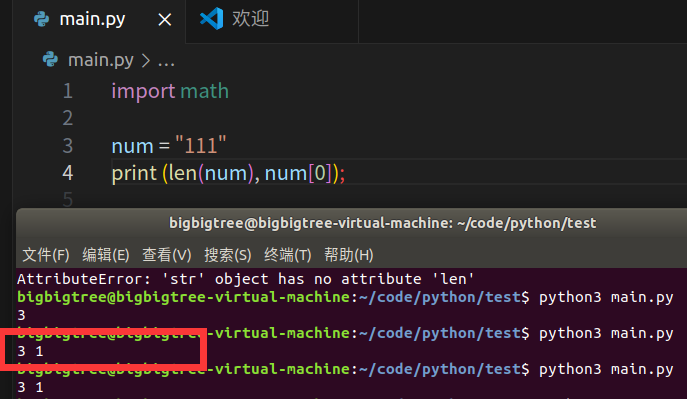 main.py × 欢迎
main.py > ...
1 import math
2
3 num = "111"
4 print (len(num), num[0]);
5
bigbigtree@bigbigtree-virtual-machine: ~/code/python/test
文件(F) 编辑(E) 查看(V) 搜索(S) 终端(T) 帮助(H)
AttributeError: 'str' object has no attribute 'len'
bigbigtree@bigbigtree-virtual-machine:~/code/python/test$ python3 main.py
3
bigbigtree@bigbigtree-virtual-machine:~/code/python/test$ python3 main.py
3 1
bigbigtree@bigbigtree-virtual-machine:~/code/python/test$ python3 main.py
3 1